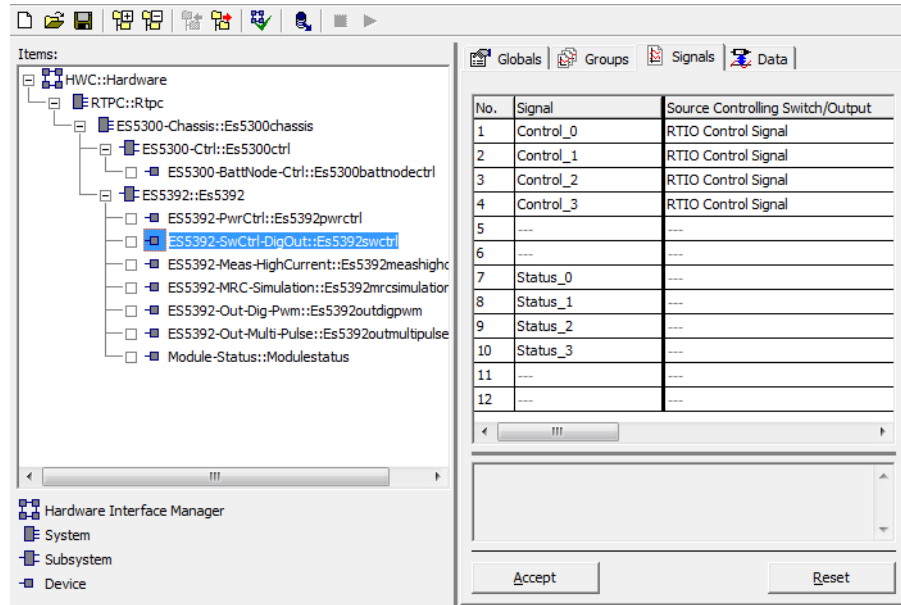 Items:
HWC::Hardware
RTPC::Rtpc
ES5300-Chassis::Es5300chassis
ES5300-Ctrl::Es5300ctrl
ES5300-BattNode-Ctrl::Es5300battnodectrl
ES5392::Es5392
ES5392-PwrCtrl::Es5392pwrctrl
ES5392-SwCtrl-DigOut::Es5392swctrl
ES5392-Meas-HighCurrent::Es5392meashighc
ES5392-MRC-Simulation::Es5392mrcsimulation
ES5392-Out-Dig-Pwm::Es5392outdigpwm
ES5392-Out-Multi-Pulse::Es5392outmultipulse
Module-Status::Modulestatus
Hardware Interface Manager
System
Subsystem
Device
Globals Groups Signals Data
No. Signal Source Controlling Switch/Output
1 Control_0 RTIO Control Signal
2 Control_1 RTIO Control Signal
3 Control_2 RTIO Control Signal
4 Control_3 RTIO Control Signal
5 --- ---
6 --- ---
7 Status_0 ---
8 Status_1 ---
9 Status_2 ---
10 Status_3 ---
11 --- ---
12 --- ---
Accept Reset